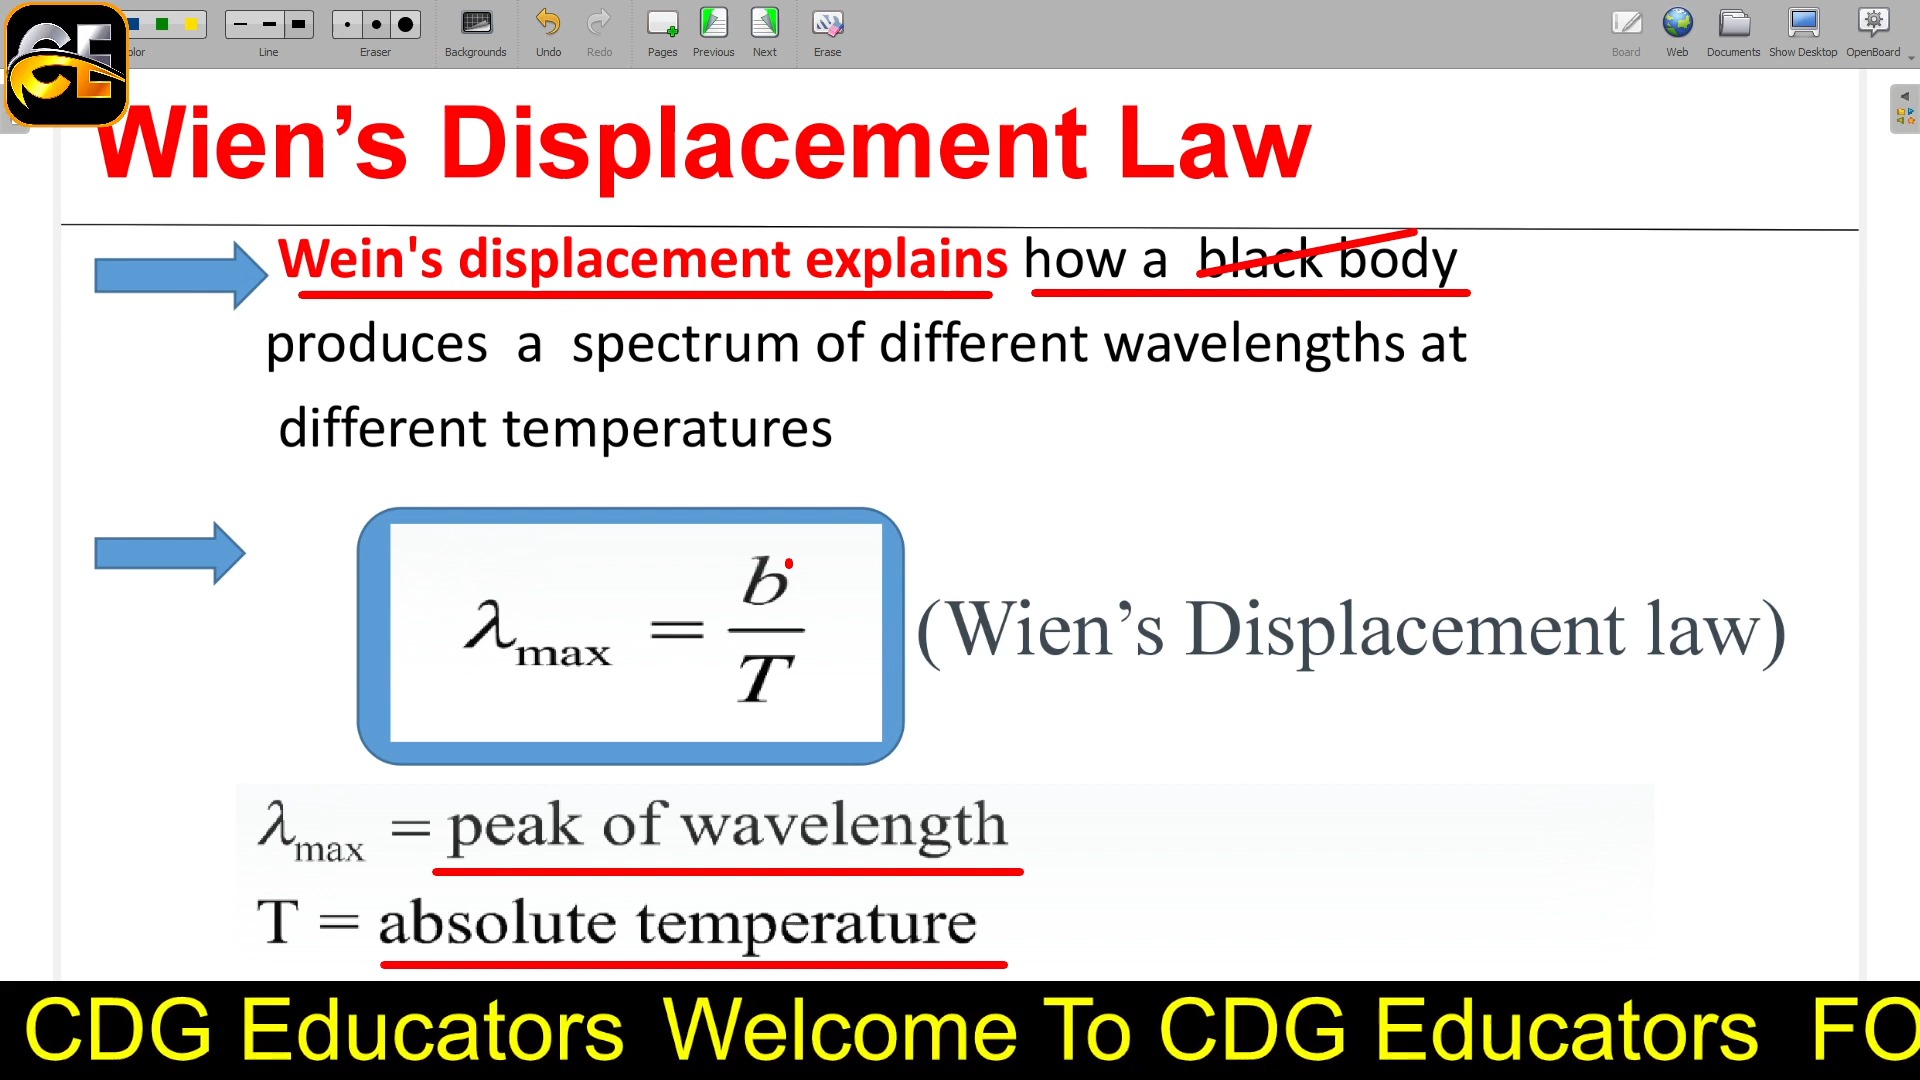 olor
Line
Eraser
Backgrounds
Undo
Redo
Pages
Previous
Next
Erase
Board
Web
Documents
Show Desktop
OpenBoard
CE
Wien’s Displacement Law
Wein's displacement explains how a black body
produces a spectrum of different wavelengths at
different temperatures
λmax = b/T
(Wien’s Displacement law)
λmax = peak of wavelength
T = absolute temperature
CDG Educators Welcome To CDG Educators FO